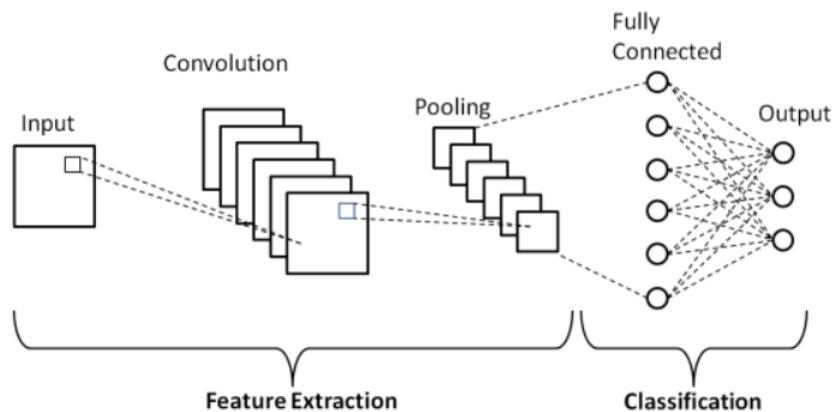 Input
Convolution
Pooling
Fully
Connected
Output
Feature Extraction
Classification